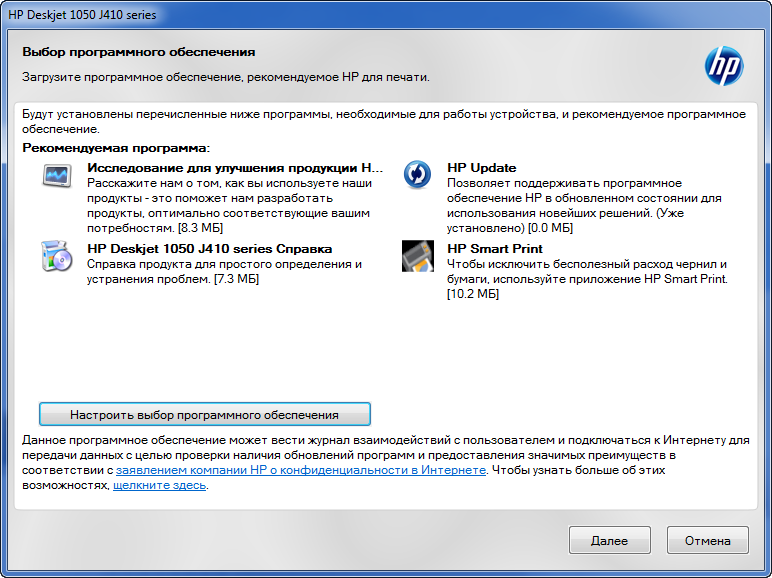 HP Deskjet 1050 J410 series
Выбор программного обеспечения
Загрузите программное обеспечение, рекомендуемое HP для печати.
hp
Будут установлены перечисленные ниже программы, необходимые для работы устройства, и рекомендуемое программное
обеспечение.
Рекомендуемая программа:
Исследование для улучшения продукции H...
Расскажите нам о том, как вы используете наши
продукты - это поможет нам разработать
продукты, оптимально соответствующие вашим
потребностям. [8.3 МБ]
HP Update
Позволяет поддерживать программное
обеспечение HP в обновленном состоянии для
использования новейших решений. (Уже
установлено) [0.0 МБ]
HP Deskjet 1050 J410 series Справка
Справка продукта для простого определения и
устранения проблем. [7.3 МБ]
HP Smart Print
Чтобы исключить бесполезный расход чернил и
бумаги, используйте приложение HP Smart Print.
[10.2 МБ]
Настроить выбор программного обеспечения
Данное программное обеспечение может вести журнал взаимодействий с пользователем и подключаться к Интернету для
передачи данных с целью проверки наличия обновлений программ и предоставления значимых преимуществ в
соответствии с заявлением компании HP о конфиденциальности в Интернете. Чтобы узнать больше об этих
возможностях, щелкните здесь.
Далее
Отмена